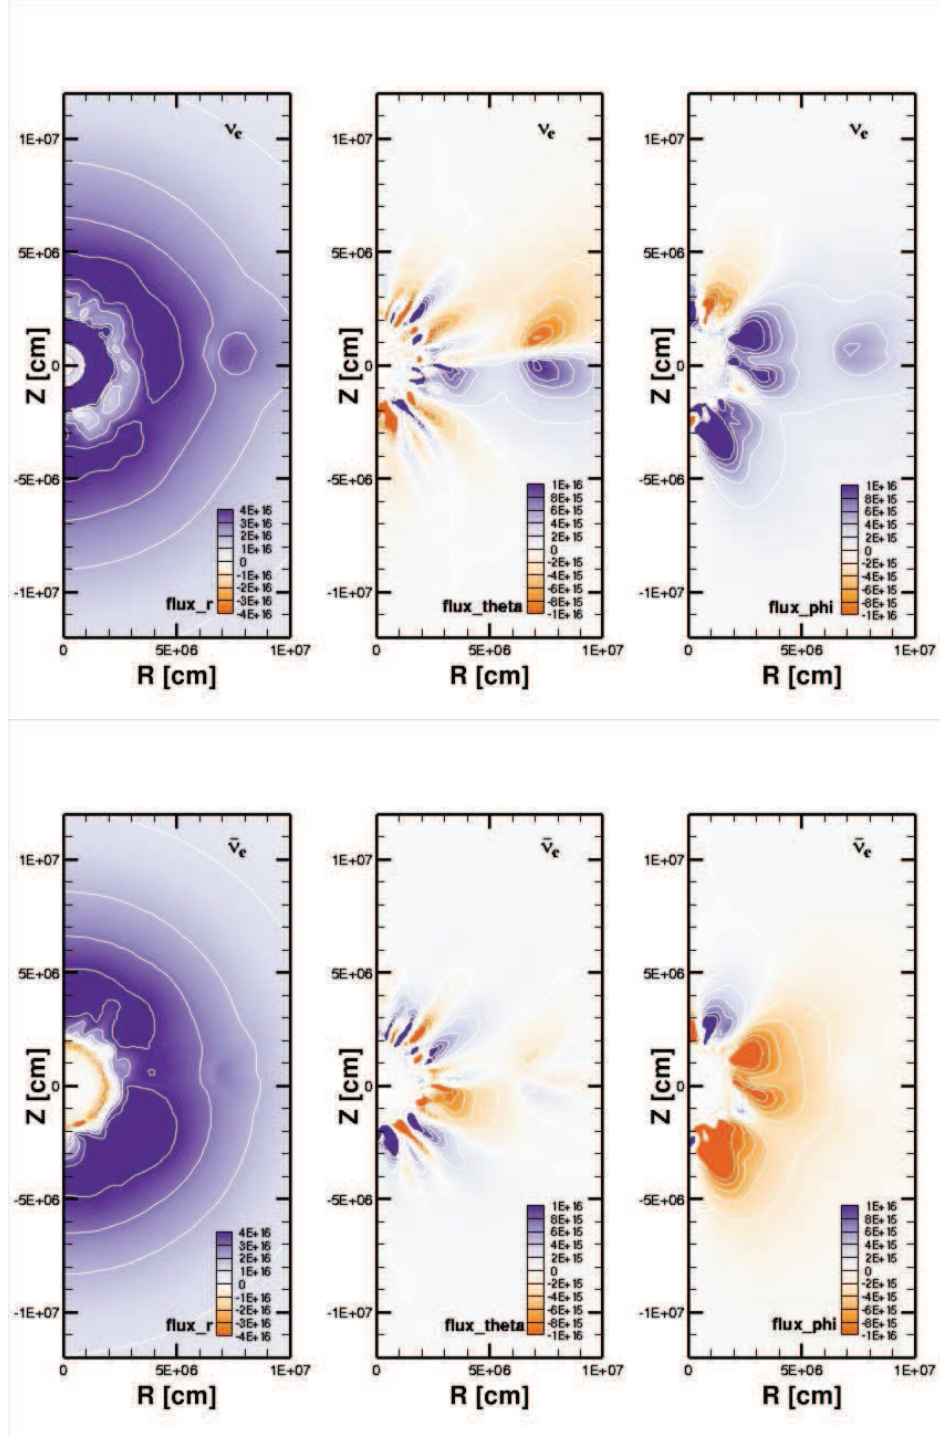 νe νe νe
1E+07 1E+07 1E+07
5E+06 5E+06 5E+06
Z [cm] Z [cm] Z [cm]
0 0 0
-5E+06 -5E+06 -5E+06
4E+16 1E+16 1E+16
3E+16 8E+15 8E+15
2E+16 6E+15 6E+15
1E+16 4E+15 4E+15
0 2E+15 2E+15
-1E+16 0 0
-2E+16 -2E+15 -2E+15
-3E+16 -4E+15 -4E+15
-4E+16 -6E+15 -6E+15
-8E+15 -8E+15
-1E+16 -1E+16
-1E+07 -1E+07 -1E+07
flux_r flux_theta flux_phi
0 5E+06 1E+07 0 5E+06 1E+07 0 5E+06 1E+07
R [cm] R [cm] R [cm]
ν̄e ν̄e ν̄e
1E+07 1E+07 1E+07
5E+06 5E+06 5E+06
Z [cm] Z [cm] Z [cm]
0 0 0
-5E+06 -5E+06 -5E+06
4E+16 1E+16 1E+16
3E+16 8E+15 8E+15
2E+16 6E+15 6E+15
1E+16 4E+15 4E+15
0 2E+15 2E+15
-1E+16 0 0
-2E+16 -2E+15 -2E+15
-3E+16 -4E+15 -4E+15
-4E+16 -6E+15 -6E+15
-8E+15 -8E+15
-1E+16 -1E+16
-1E+07 -1E+07 -1E+07
flux_r flux_theta flux_phi
0 5E+06 1E+07 0 5E+06 1E+07 0 5E+06 1E+07
R [cm] R [cm] R [cm]